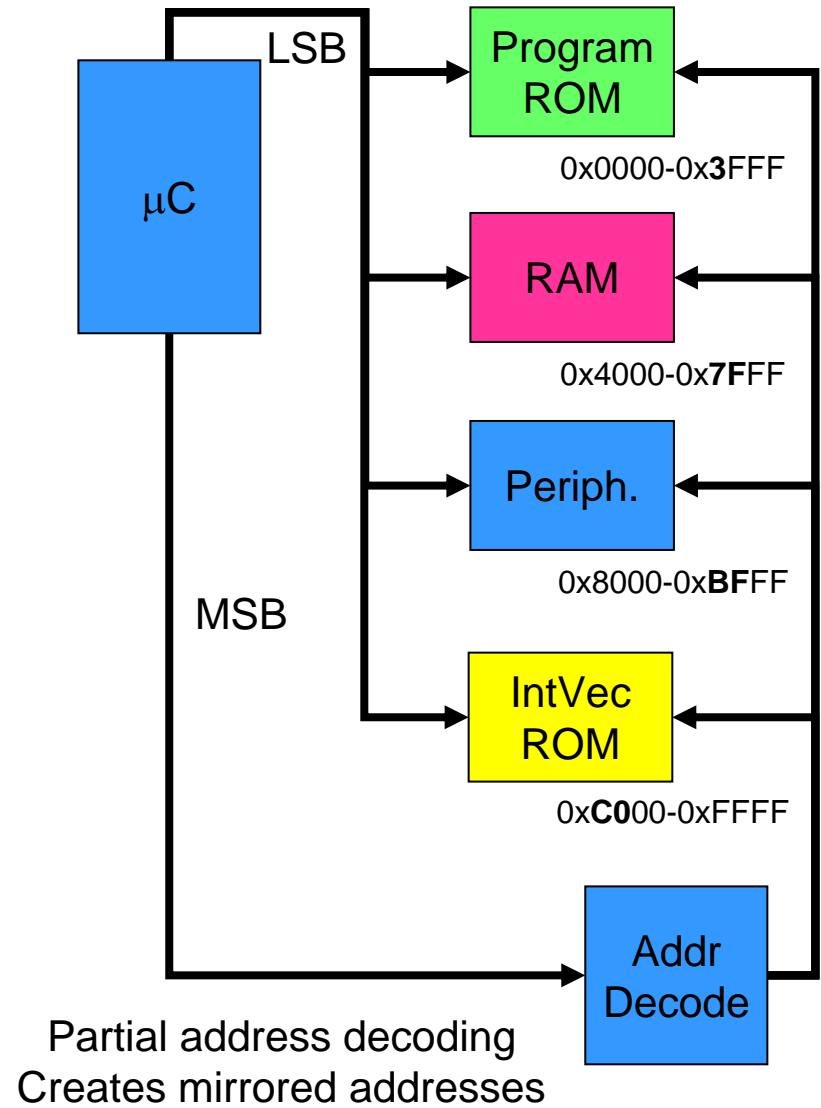 LSB
Program
ROM
0x0000-0x3FFF
μC
RAM
0x4000-0x7FFF
Periph.
0x8000-0xBFFF
MSB
IntVec
ROM
0xC000-0xFFFF
Addr
Decode
Partial address decoding
Creates mirrored addresses